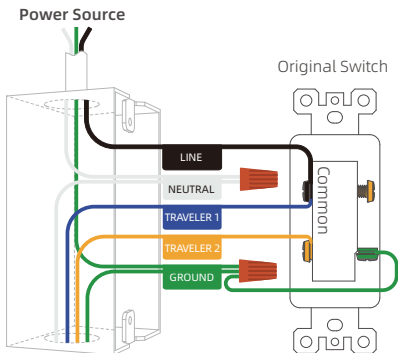 Power Source
Original Switch
LINE
NEUTRAL
TRAVELER 1
TRAVELER 2
GROUND
Common